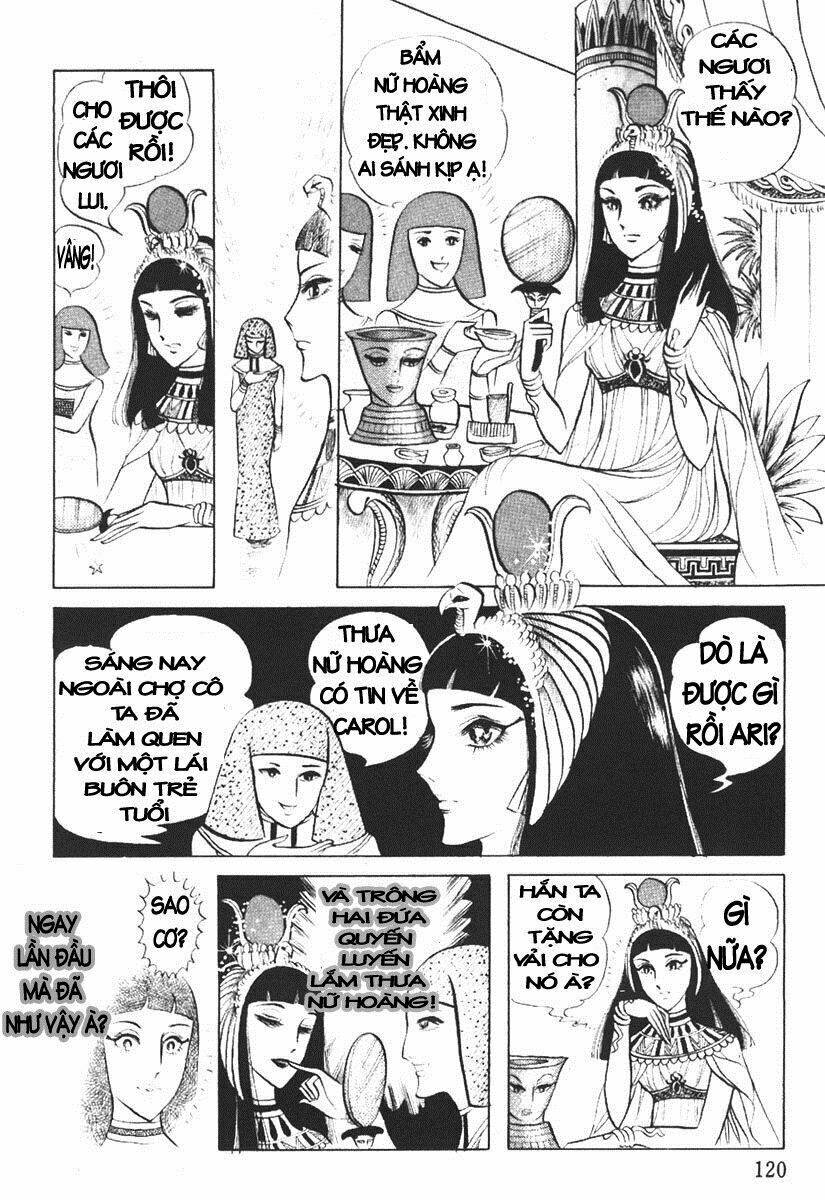 CÁC
NGƯƠI
THẤY
THẾ NÀO?
BẨM
NỮ HOÀNG
THẬT XINH
ĐẸP. KHÔNG
AI SÁNH KỊP Ạ!
THÔI
ĐƯỢC
RỒI!
CHO
CÁC
NGƯƠI
LUI.
VÂNG!
DÒ LÀ
ĐƯỢC GÌ
RỒI ARI?
THƯA
NỮ HOÀNG
CÓ TIN VỀ
CAROL!
SÁNG NAY
NGOÀI CHỢ CÔ
TA ĐÃ
LÀM QUEN
VỚI MỘT LÁI
BUÔN TRẺ
TUỔI
GÌ
NỮA?
HẮN TA
CÒN
TẶNG
VẢI CHO
NÓ À?
VÀ TRÔNG
HAI ĐỨA
QUYẾN
LUYẾN
LẮM THƯA
NỮ HOÀNG!
SAO
CƠ?
NGAY
LẦN ĐẦU
MÀ ĐÃ
NHƯ VẬY À?
120